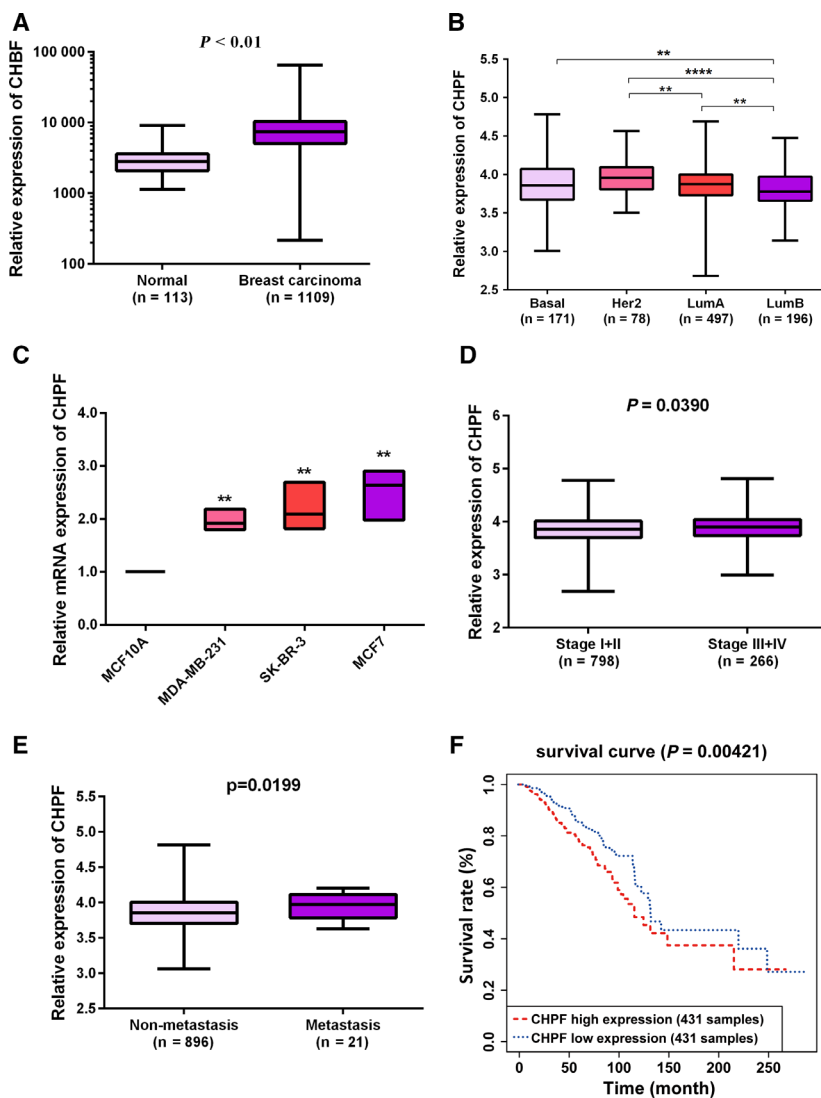 A
P < 0.01
Relative expression of CHBF
100 000
10 000
1000
100
Normal
(n = 113)
Breast carcinoma
(n = 1109)
B
Relative expression of CHPF
5.5
5.0
4.5
4.0
3.5
3.0
2.5
**
****
**
**
Basal
(n = 171)
Her2
(n = 78)
LumA
(n = 497)
LumB
(n = 196)
C
Relative mRNA expression of CHPF
4.0
3.0
2.0
1.0
0.0
**
**
**
MCF10A
MDA-MB-231
SK-BR-3
MCF7
D
P = 0.0390
Relative expression of CHPF
6
5
4
3
2
Stage I+II
(n = 798)
Stage III+IV
(n = 266)
E
p=0.0199
Relative expression of CHPF
5.5
5.0
4.5
4.0
3.5
3.0
2.5
Non-metastasis
(n = 896)
Metastasis
(n = 21)
F
survival curve (P = 0.00421)
Survival rate (%)
1.0
0.8
0.6
0.4
0.2
0.0
CHPF high expression (431 samples)
CHPF low expression (431 samples)
0 50 100 150 200 250
Time (month)